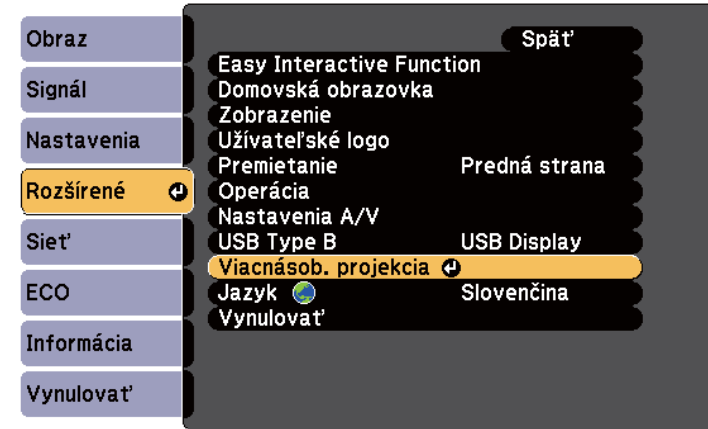 Obraz
Signál
Nastavenia
Rozšírené
Sieť
ECO
Informácia
Vynulovať
Späť
Easy Interactive Function
Domovská obrazovka
Zobrazenie
Užívateľské logo
Premietanie Predná strana
Operácia
Nastavenia A/V
USB Type B USB Display
Viacnásob. projekcia
Jazyk Slovenčina
Vynulovať